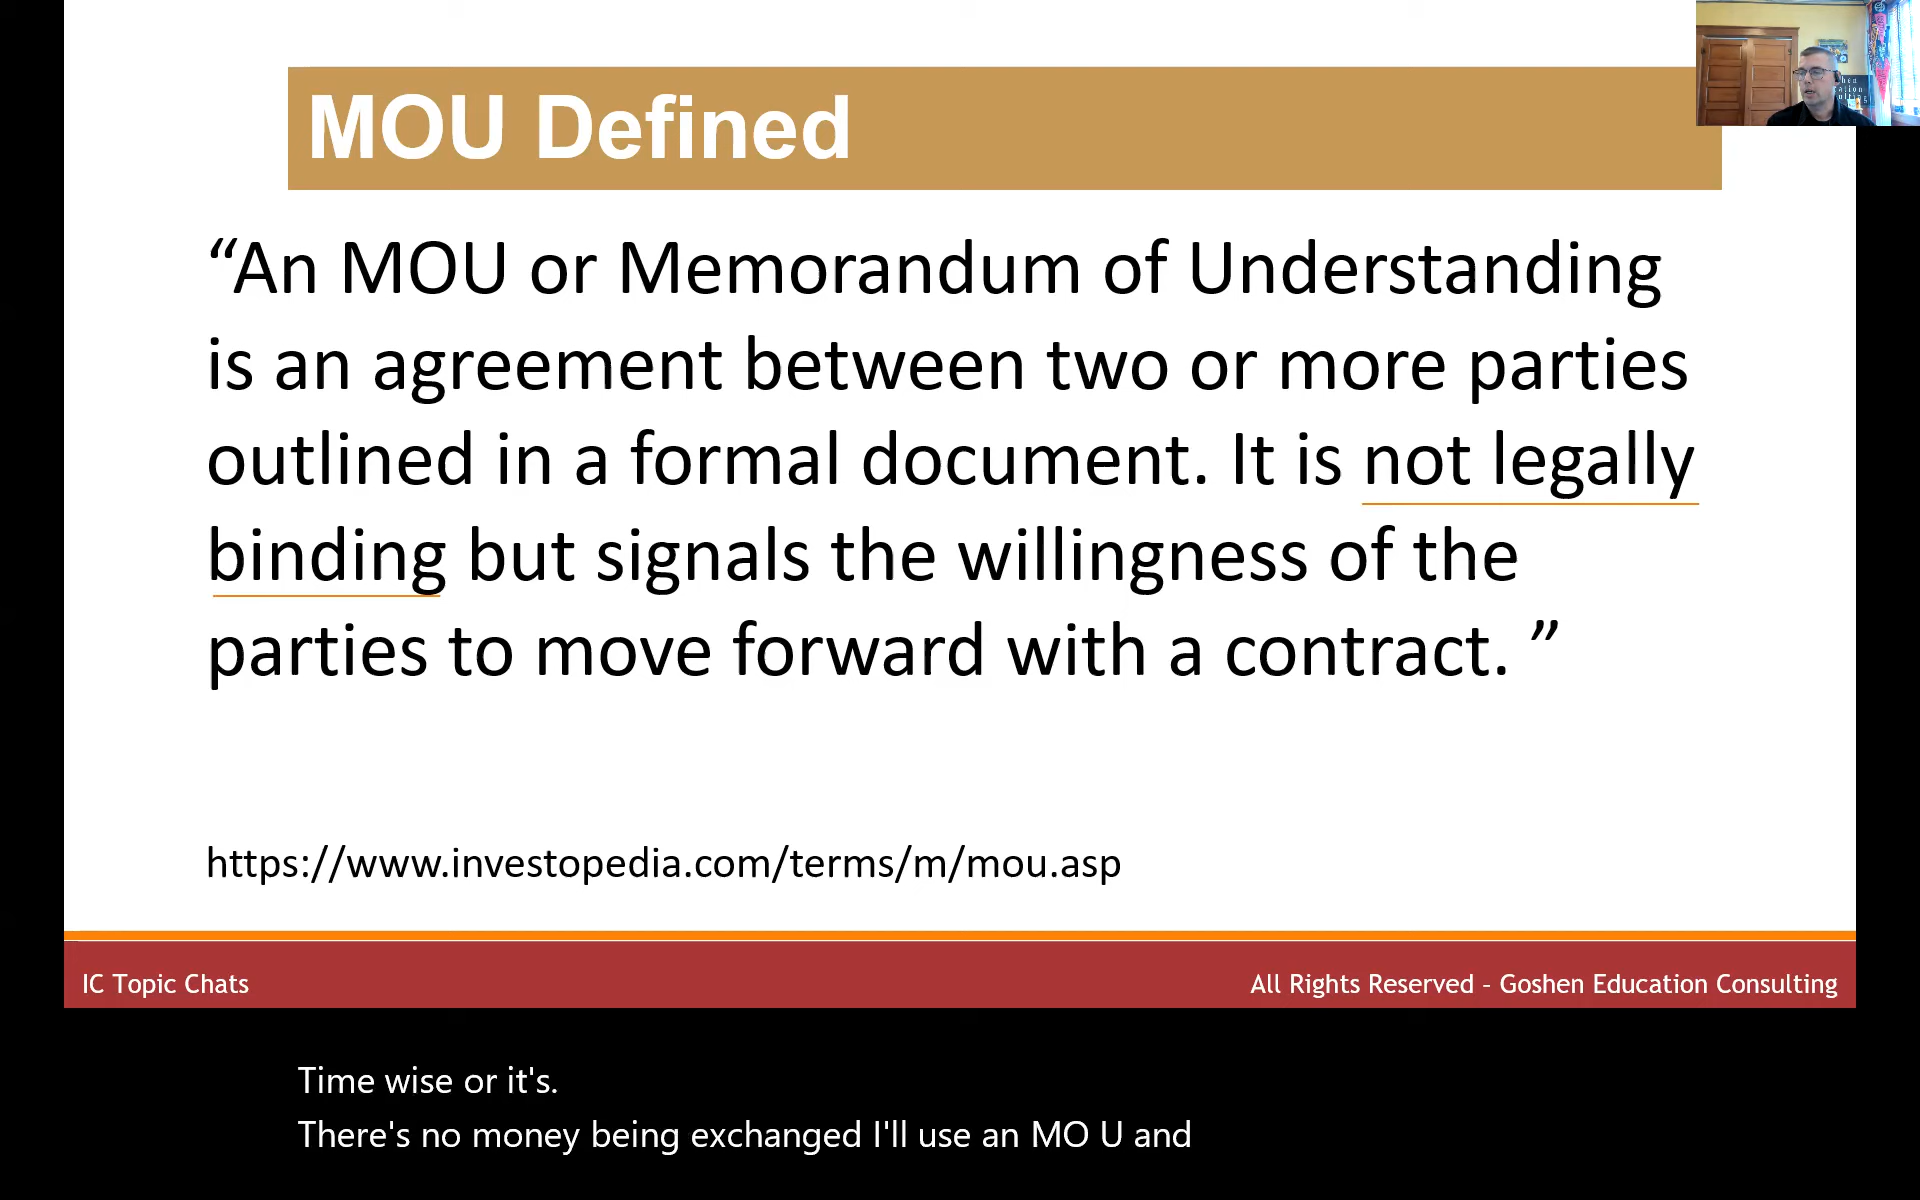 MOU Defined
“An MOU or Memorandum of Understanding
is an agreement between two or more parties
outlined in a formal document. It is not legally
binding but signals the willingness of the
parties to move forward with a contract. ”
https://www.investopedia.com/terms/m/mou.asp
IC Topic Chats
All Rights Reserved - Goshen Education Consulting
Time wise or it's.
There's no money being exchanged I'll use an MO U and